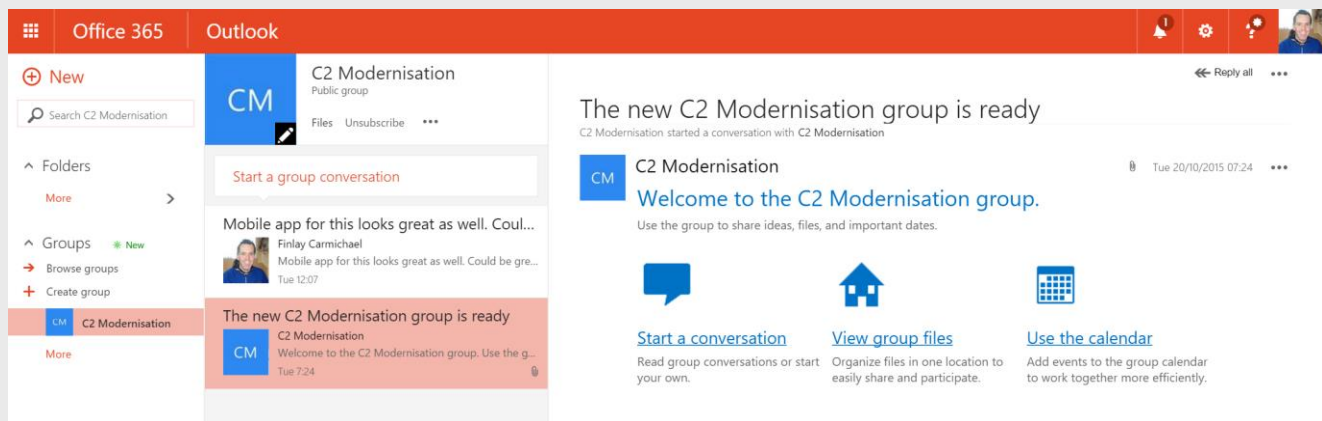 Office 365
Outlook
1
New
Search C2 Modernisation
Folders
More
Groups New
Browse groups
Create group
CM C2 Modernisation
More
CM
C2 Modernisation
Public group
Files Unsubscribe •••
Start a group conversation
Mobile app for this looks great as well. Coul...
Finlay Carmichael
Mobile app for this looks great as well. Could be gre...
Tue 12:07
The new C2 Modernisation group is ready
CM
C2 Modernisation
Welcome to the C2 Modernisation group. Use the g...
Tue 7:24
Reply all •••
The new C2 Modernisation group is ready
C2 Modernisation started a conversation with C2 Modernisation
CM
C2 Modernisation
Tue 20/10/2015 07:24 •••
Welcome to the C2 Modernisation group.
Use the group to share ideas, files, and important dates.
Start a conversation
Read group conversations or start
your own.
View group files
Organize files in one location to
easily share and participate.
Use the calendar
Add events to the group calendar
to work together more efficiently.